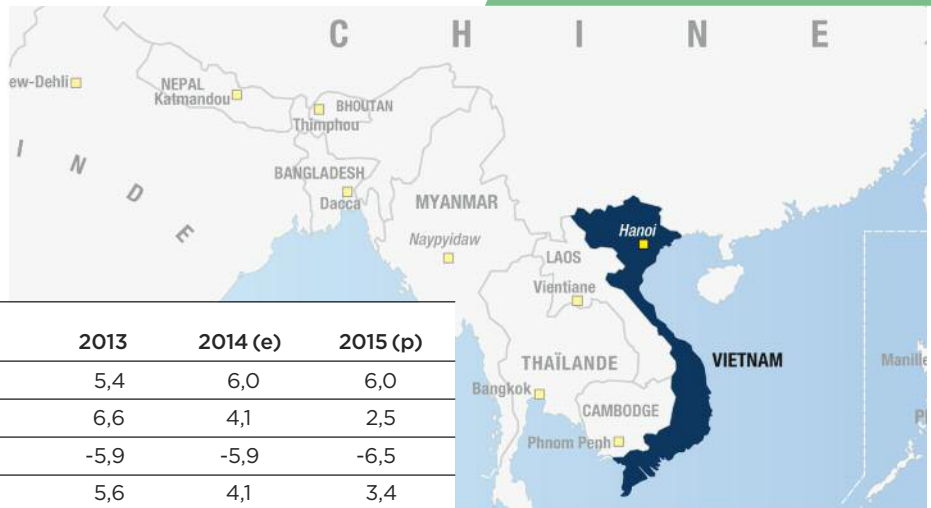 C H I N E
ew-Dehli
NEPAL
Katmandou
BHOUTAN
Thimphou
I N D E
BANGLADESH
Dacca
MYANMAR
Naypyidaw
Hanoi
LAOS
Vientiane
THAÏLANDE
VIETNAM
Manille
Bangkok
CAMBODGE
Phnom Penh
2013 2014 (e) 2015 (p)
5,4 6,0 6,0
6,6 4,1 2,5
-5,9 -5,9 -6,5
5,6 4,1 3,4